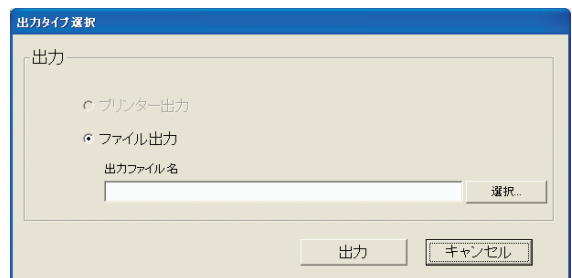 出力タイプ選択
出力
プリンター出力
ファイル出力
出力ファイル名
選択...
出力
キャンセル